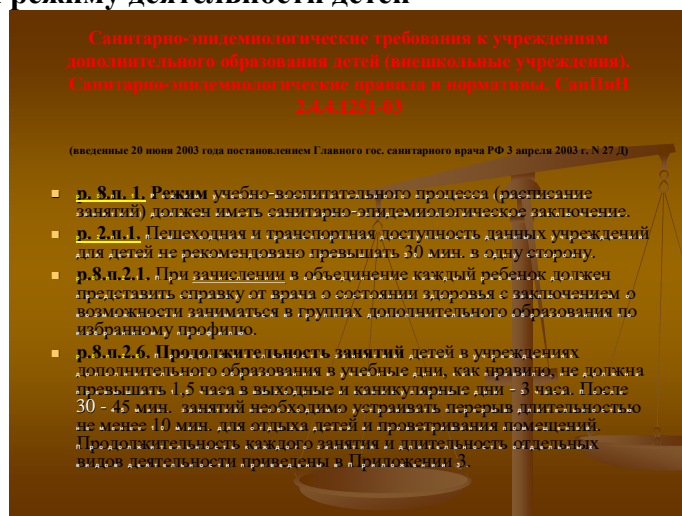 режиму деятельности детей
Санитарно-эпидемиологические требования к учреждениям
дополнительного образования детей (внешкольные учреждения).
Санитарно-эпидемиологические правила и нормативы. СанПиН
2.4.4.1251-03
(введенные 20 июня 2003 года постановлением Главного гос. санитарного врача РФ 3 апреля 2003 г. N 27 Д)
р. 8.п. 1. Режим учебно-воспитательного процесса (расписание
занятий) должен иметь санитарно-эпидемиологическое заключение.
р. 2.п.1. Пешеходная и транспортная доступность данных учреждений
для детей не рекомендовано превышать 30 мин. в одну сторону.
р.8.п.2.1. При зачислении в объединение каждый ребенок должен
представить справку от врача о состоянии здоровья с заключением о
возможности заниматься в группах дополнительного образования по
избранному профилю.
р.8.п.2.6. Продолжительность занятий детей в учреждениях
дополнительного образования в учебные дни, как правило, не должна
превышать 1,5 часа в выходные и каникулярные дни - 3 часа. После
30 - 45 мин. занятий необходимо устраивать перерыв длительностью
не менее 10 мин. для отдыха детей и проветривания помещений.
Продолжительность каждого занятия и длительность отдельных
видов деятельности приведены в Приложении 3.